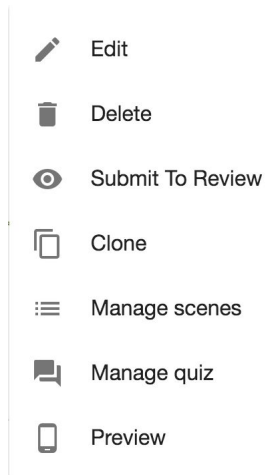 Edit
Delete
Submit To Review
Clone
Manage scenes
Manage quiz
Preview